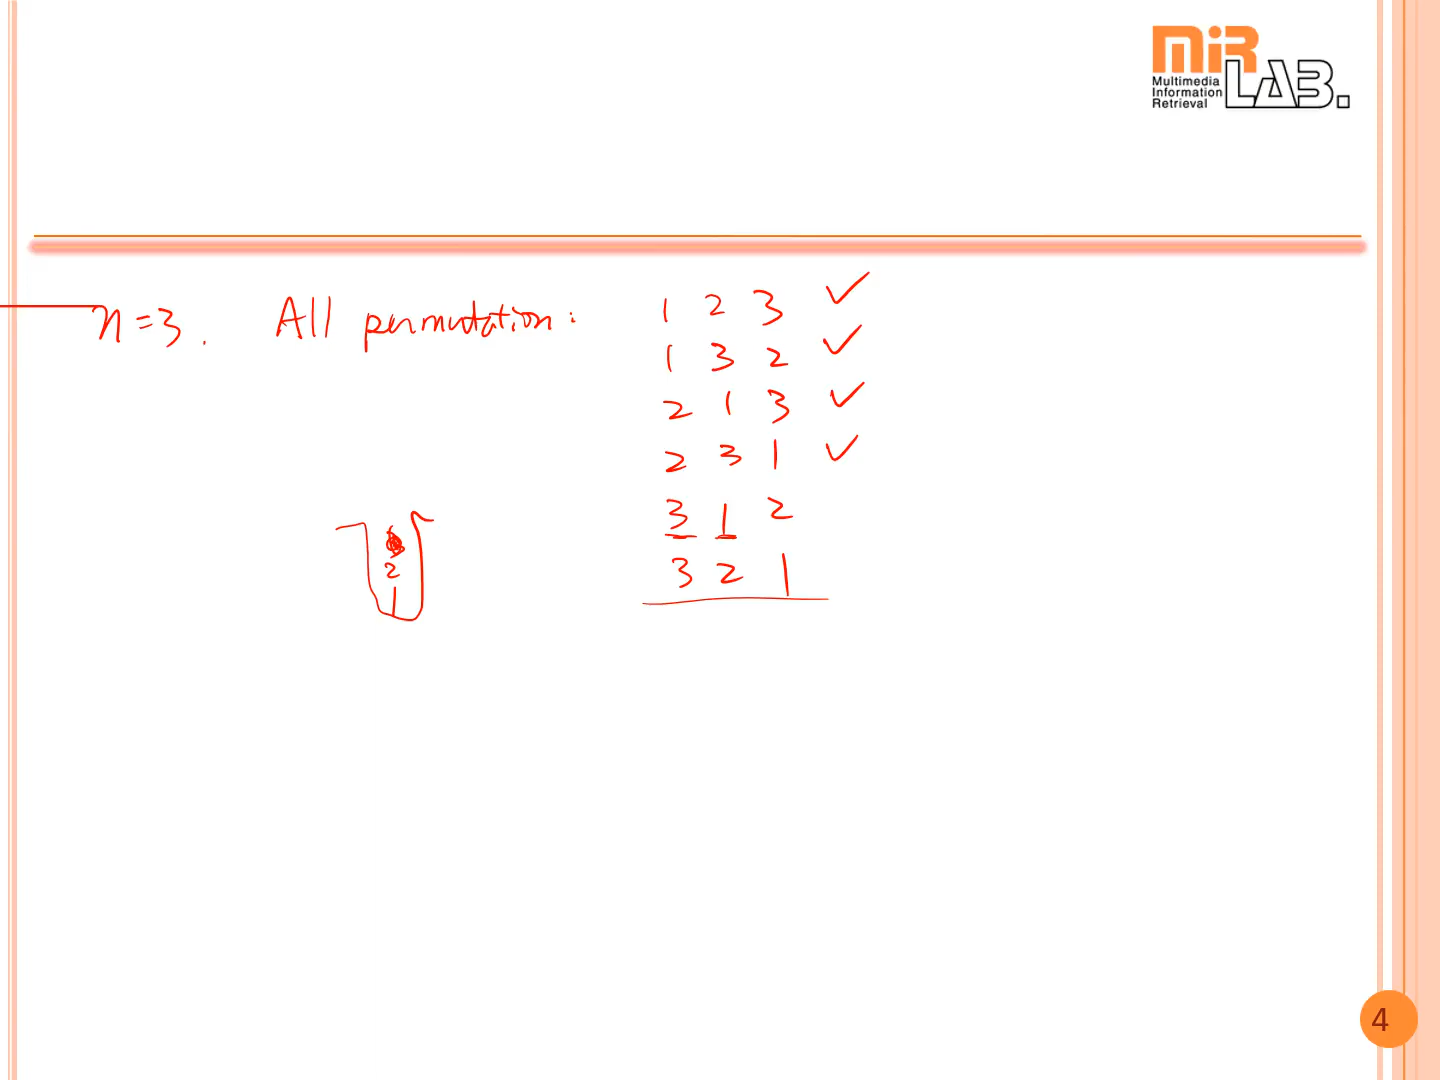 MiR LAB.
Multimedia
Information
Retrieval
n=3. All permutation: 1 2 3 ✓
1 3 2 ✓
2 1 3 ✓
2 3 1 ✓
3 1 2
3 2 1
2
1
4